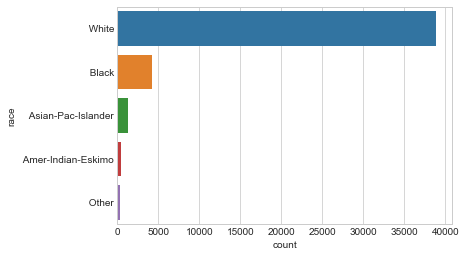 White
Black
Asian-Pac-Islander
Amer-Indian-Eskimo
Other
race
0 5000 10000 15000 20000 25000 30000 35000 40000
count